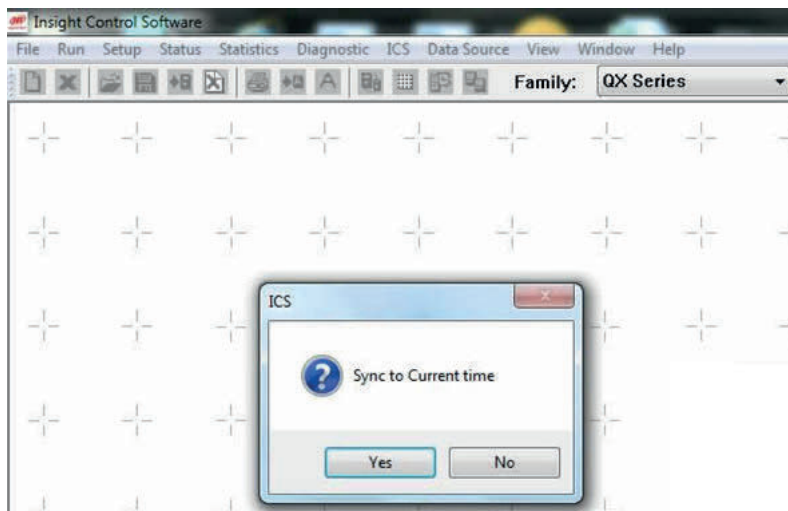 Insight Control Software
File Run Setup Status Statistics Diagnostic ICS Data Source View Window Help
A Family: QX Series
ICS
Sync to Current time
Yes No